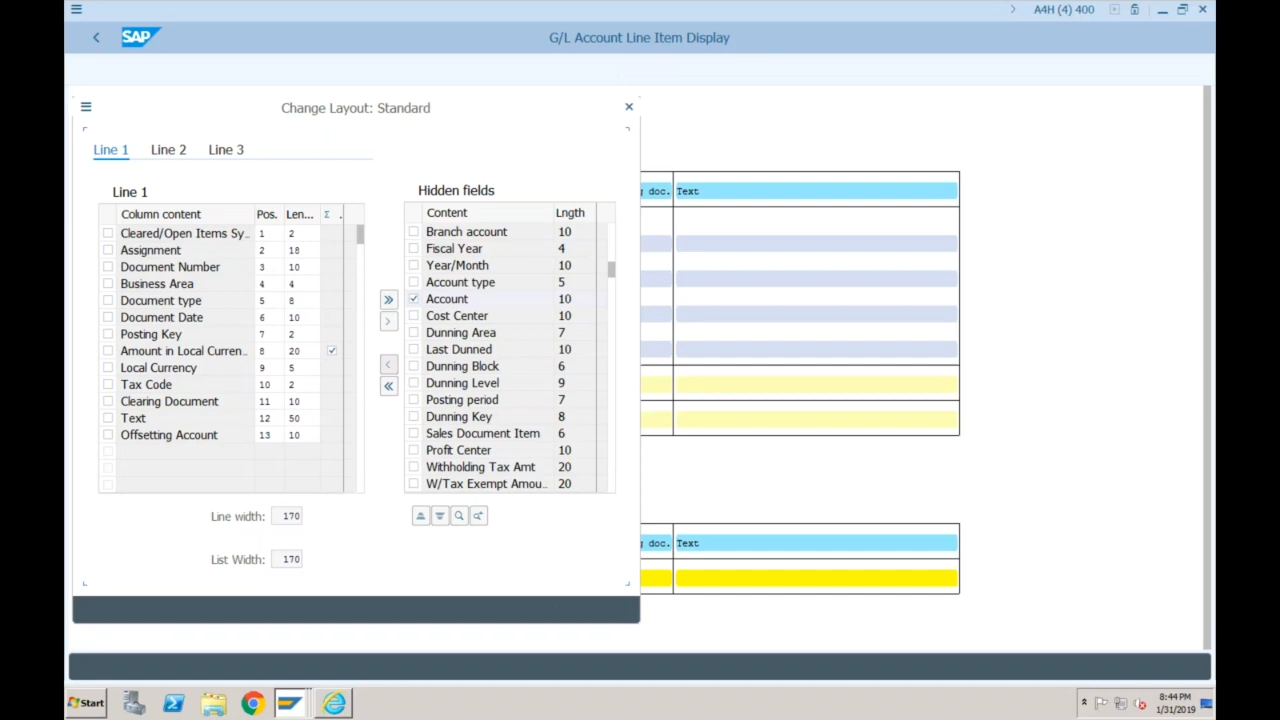 A4H (4) 400
SAP
G/L Account Line Item Display
Change Layout: Standard
Line 1 Line 2 Line 3
Line 1
Column content Pos. Len... Σ .
Cleared/Open Items Sy.. 1 2
Assignment 2 18
Document Number 3 10
Business Area 4 4
Document type 5 8
Document Date 6 10
Posting Key 7 2
Amount in Local Curren.. 8 20
Local Currency 9 5
Tax Code 10 2
Clearing Document 11 10
Text 12 50
Offsetting Account 13 10
Line width: 170
List Width: 170
Hidden fields
Content Lngth
Branch account 10
Fiscal Year 4
Year/Month 10
Account type 5
Account 10
Cost Center 10
Dunning Area 7
Last Dunned 10
Dunning Block 6
Dunning Level 9
Posting period 7
Dunning Key 8
Sales Document Item 6
Profit Center 10
Withholding Tax Amt 20
W/Tax Exempt Amou.. 20
doc. Text
doc. Text
Start
8:44 PM
1/31/2019